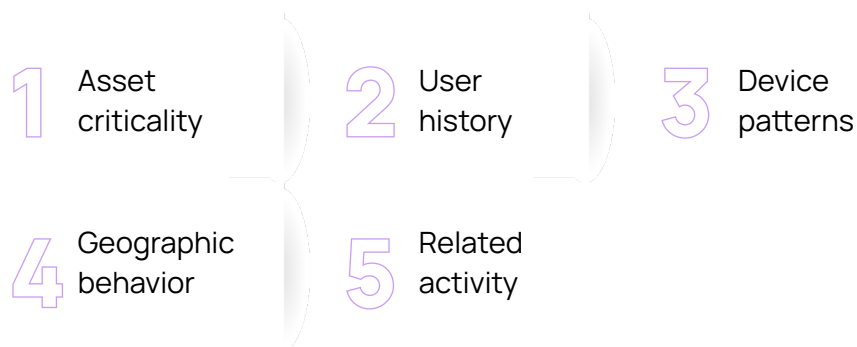 1 Asset
criticality
2 User
history
3 Device
patterns
4 Geographic
behavior
5 Related
activity